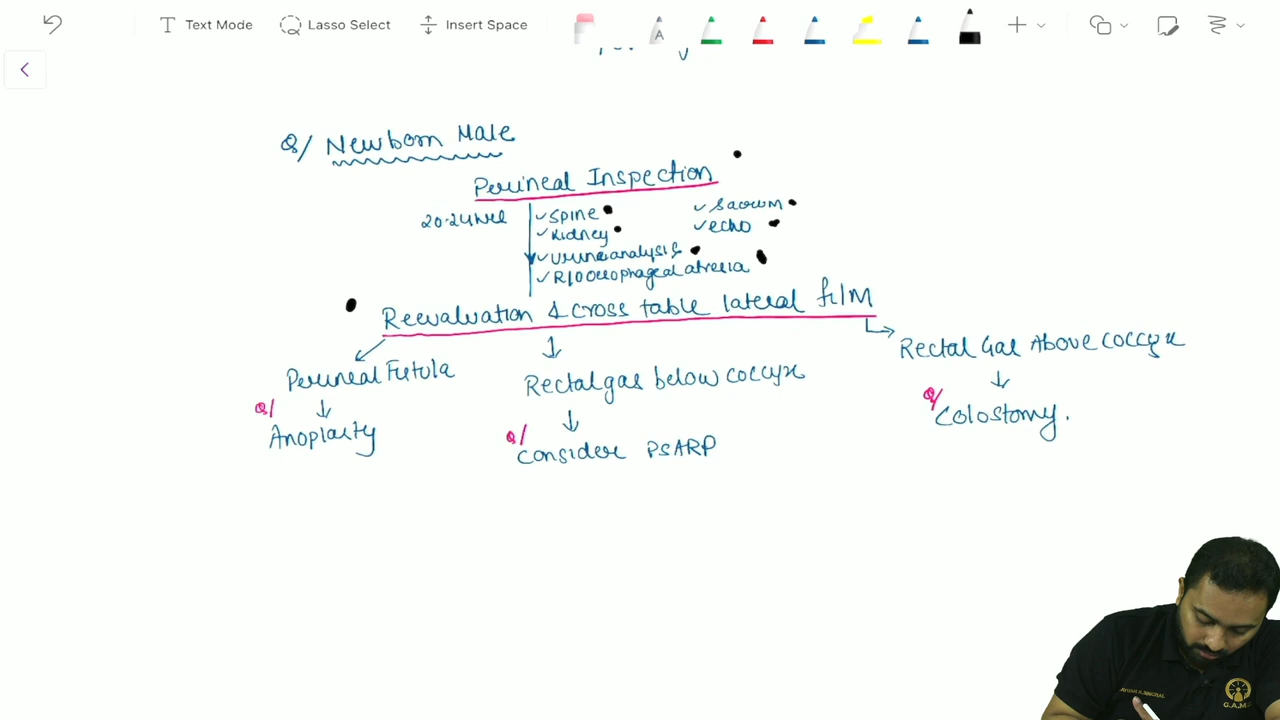 Text Mode
Lasso Select
Insert Space
A
Q/ Newborn Male
Perineal Inspection
20-24
✓ Spine
✓ Sacrum
✓ Kidney
✓ echo
✓ Urine analysis
✓ R/O Oesophageal atresia
Reevaluation & cross table lateral film
Perineal Fistula
Rectal gas below coccyx
Rectal Gas Above coccyx
Q/
Anoplasty
Q/
Consider PSARP
Q/
Colostomy.
G.A.M.S